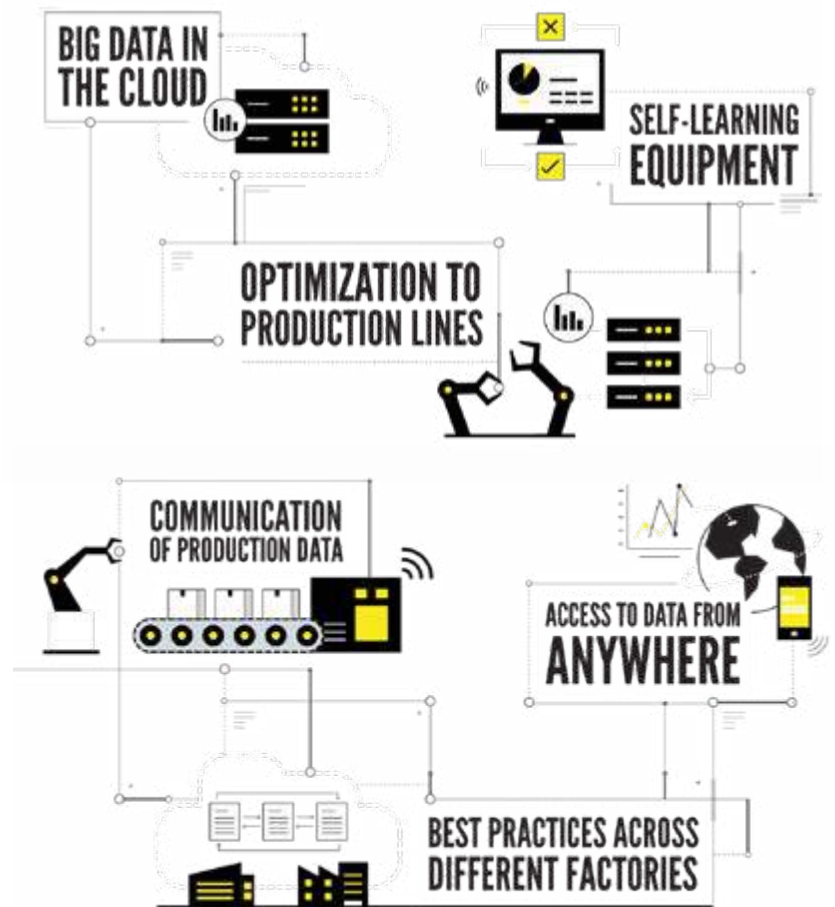 BIG DATA IN
THE CLOUD
SELF-LEARNING
EQUIPMENT
OPTIMIZATION TO
PRODUCTION LINES
COMMUNICATION
OF PRODUCTION DATA
ACCESS TO DATA FROM
ANYWHERE
BEST PRACTICES ACROSS
DIFFERENT FACTORIES